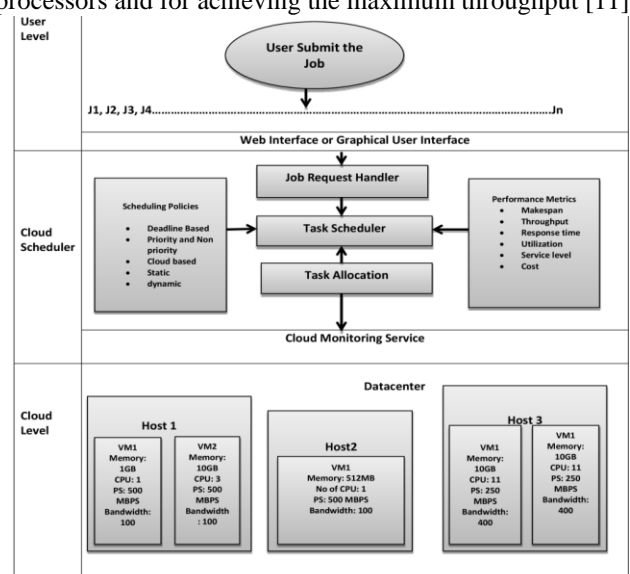 processors and for achieving the maximum throughput [11]
User
Level
User Submit the
Job
J1, J2, J3, J4……………………………………………………………………………………Jn
Web Interface or Graphical User Interface
Cloud
Scheduler
Job Request Handler
Scheduling Policies
• Deadline Based
• Priority and Non
priority
• Cloud based
• Static
• dynamic
Task Scheduler
Task Allocation
Performance Metrics
• Makespan
• Throughput
• Response time
• Utilization
• Service level
• Cost
Cloud Monitoring Service
Cloud
Level
Datacenter
Host 1
VM1
Memory:
1GB
CPU: 1
PS: 500
MBPS
Bandwidth:
100
VM2
Memory:
10GB
CPU: 3
PS: 500
MBPS
Bandwidth
: 100
Host2
VM1
Memory: 512MB
No of CPU: 1
PS: 500 MBPS
Bandwidth: 100
Host 3
VM1
Memory:
10GB
CPU: 11
PS: 250
MBPS
Bandwidth:
400
VM1
Memory:
10GB
CPU: 11
PS: 250
MBPS
Bandwidth:
400